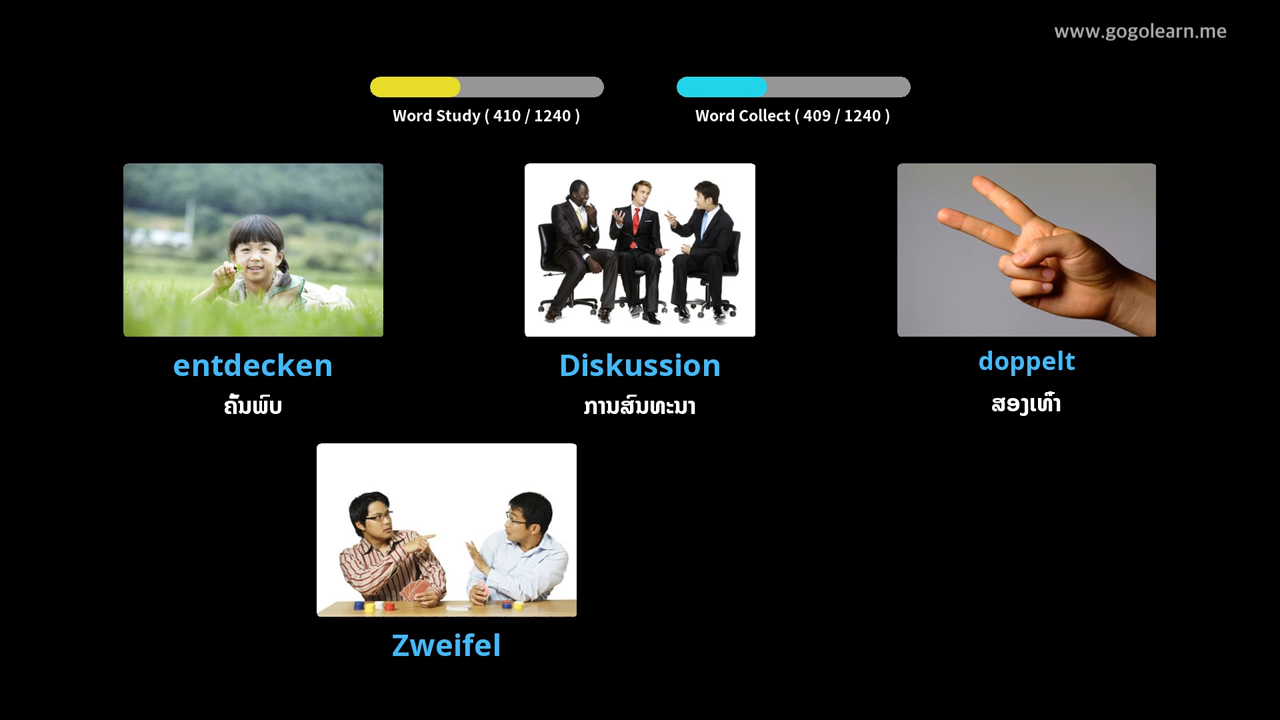 www.gogolearn.me
Word Study ( 410 / 1240 )
Word Collect ( 409 / 1240 )
entdecken
ຄົ້ນພົບ
Diskussion
ການສົນທະນາ
doppelt
ສອງເທົ່າ
Zweifel